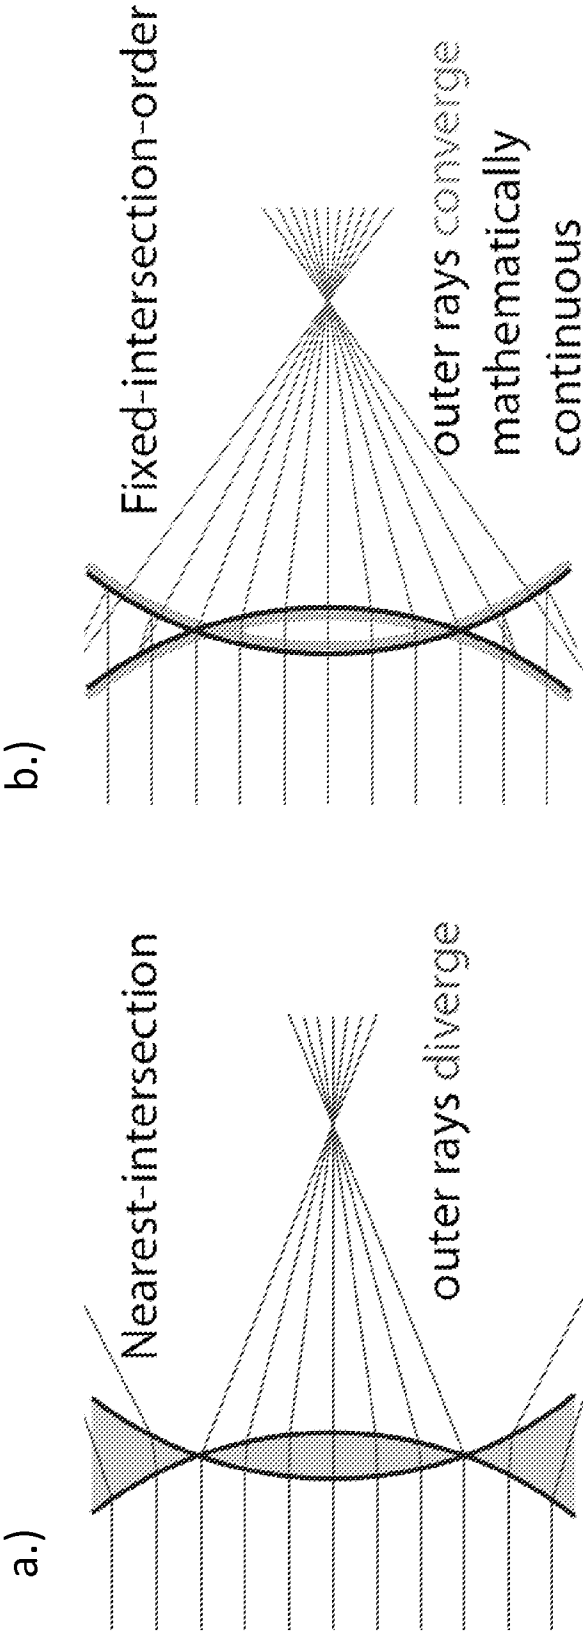 a.)
Nearest-intersection
outer rays diverge
b.)
Fixed-intersection-order
outer rays converge
mathematically
continuous